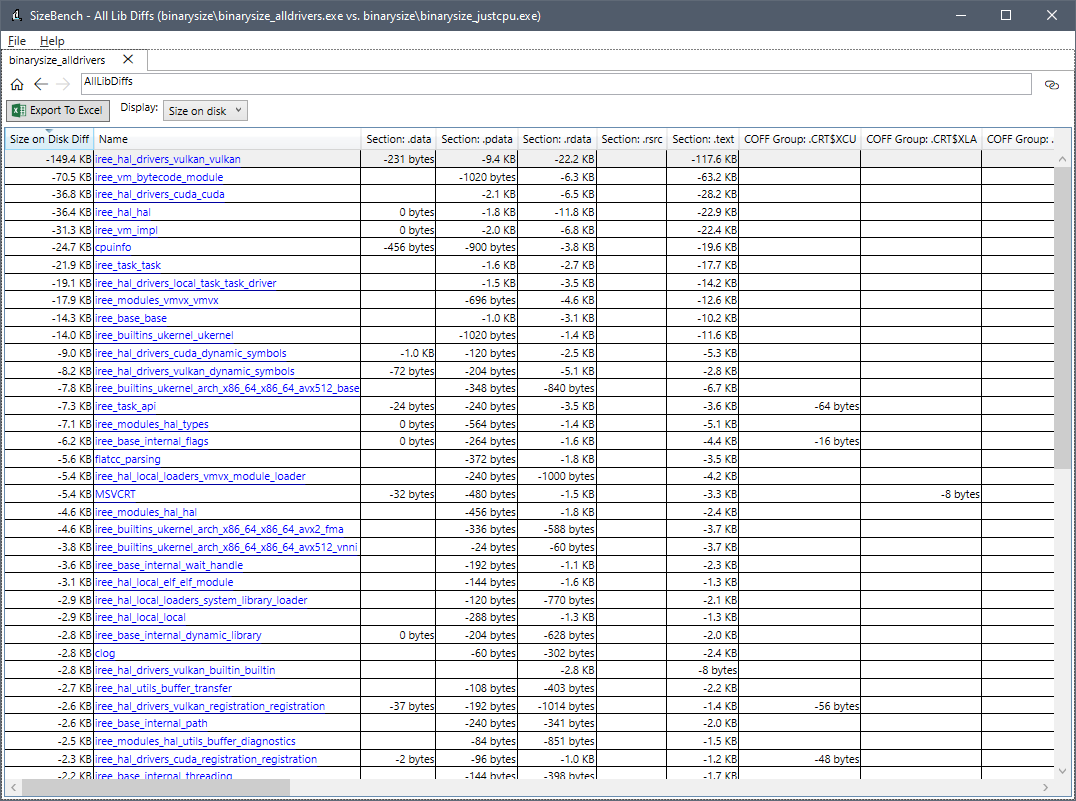 SizeBench - All Lib Diffs (binarysize\binarysize_alldrivers.exe vs. binarysize\binarysize_justcpu.exe)
File Help
binarysize_alldrivers
AllLibDiffs
Export To Excel Display: Size on disk
Size on Disk Diff Name Section: .data Section: .pdata Section: .rdata Section: .rsrc Section: .text COFF Group: .CRT$XCU COFF Group: .CRT$XLA COFF Group: .
-149.4 KB iree_hal_drivers_vulkan_vulkan -231 bytes -9.4 KB -22.2 KB -117.6 KB
-70.5 KB iree_vm_bytecode_module -1020 bytes -6.3 KB -63.2 KB
-36.8 KB iree_hal_drivers_cuda_cuda -2.1 KB -6.5 KB -28.2 KB
-36.4 KB iree_hal_hal 0 bytes -1.8 KB -11.8 KB -22.9 KB
-31.3 KB iree_vm_impl 0 bytes -2.0 KB -6.8 KB -22.4 KB
-24.7 KB cpuinfo -456 bytes -900 bytes -3.8 KB -19.6 KB
-21.9 KB iree_task_task -1.6 KB -2.7 KB -17.7 KB
-19.1 KB iree_hal_drivers_local_task_task_driver -1.5 KB -3.5 KB -14.2 KB
-17.9 KB iree_modules_vmvx_vmvx -696 bytes -4.6 KB -12.6 KB
-14.3 KB iree_base_base -1.0 KB -3.1 KB -10.2 KB
-14.0 KB iree_builtins_ukernel_ukernel -1020 bytes -1.4 KB -11.6 KB
-9.0 KB iree_hal_drivers_cuda_dynamic_symbols -1.0 KB -120 bytes -2.5 KB -5.3 KB
-8.2 KB iree_hal_drivers_vulkan_dynamic_symbols -72 bytes -204 bytes -5.1 KB -2.8 KB
-7.8 KB iree_builtins_ukernel_arch_x86_64_x86_64_avx512_base -348 bytes -840 bytes -6.7 KB
-7.3 KB iree_task_api -24 bytes -240 bytes -3.5 KB -3.6 KB -64 bytes
-7.1 KB iree_modules_hal_types 0 bytes -564 bytes -1.4 KB -5.1 KB
-6.2 KB iree_base_internal_flags 0 bytes -264 bytes -1.6 KB -4.4 KB -16 bytes
-5.6 KB flatcc_parsing -372 bytes -1.8 KB -3.5 KB
-5.4 KB iree_hal_local_loaders_vmvx_module_loader -240 bytes -1000 bytes -4.2 KB
-5.4 KB MSVCRT -32 bytes -480 bytes -1.5 KB -3.3 KB -8 bytes
-4.6 KB iree_modules_hal_hal -456 bytes -1.8 KB -2.4 KB
-4.6 KB iree_builtins_ukernel_arch_x86_64_x86_64_avx2_fma -336 bytes -588 bytes -3.7 KB
-3.8 KB iree_builtins_ukernel_arch_x86_64_x86_64_avx512_vnni -24 bytes -60 bytes -3.7 KB
-3.6 KB iree_base_internal_wait_handle -192 bytes -1.1 KB -2.3 KB
-3.1 KB iree_hal_local_elf_elf_module -144 bytes -1.6 KB -1.3 KB
-2.9 KB iree_hal_local_loaders_system_library_loader -120 bytes -770 bytes -2.1 KB
-2.9 KB iree_hal_local_local -288 bytes -1.3 KB -1.3 KB
-2.8 KB iree_base_internal_dynamic_library 0 bytes -204 bytes -628 bytes -2.0 KB
-2.8 KB clog -60 bytes -302 bytes -2.4 KB
-2.8 KB iree_hal_drivers_vulkan_builtin_builtin -2.8 KB -8 bytes
-2.7 KB iree_hal_utils_buffer_transfer -108 bytes -403 bytes -2.2 KB
-2.6 KB iree_hal_drivers_vulkan_registration_registration -37 bytes -192 bytes -1014 bytes -1.4 KB -56 bytes
-2.6 KB iree_base_internal_path -240 bytes -341 bytes -2.0 KB
-2.5 KB iree_modules_hal_utils_buffer_diagnostics -84 bytes -851 bytes -1.5 KB
-2.3 KB iree_hal_drivers_cuda_registration_registration -2 bytes -96 bytes -1.0 KB -1.2 KB -48 bytes
-2.2 KB iree_base_internal_threading -144 bytes -398 bytes -1.7 KB